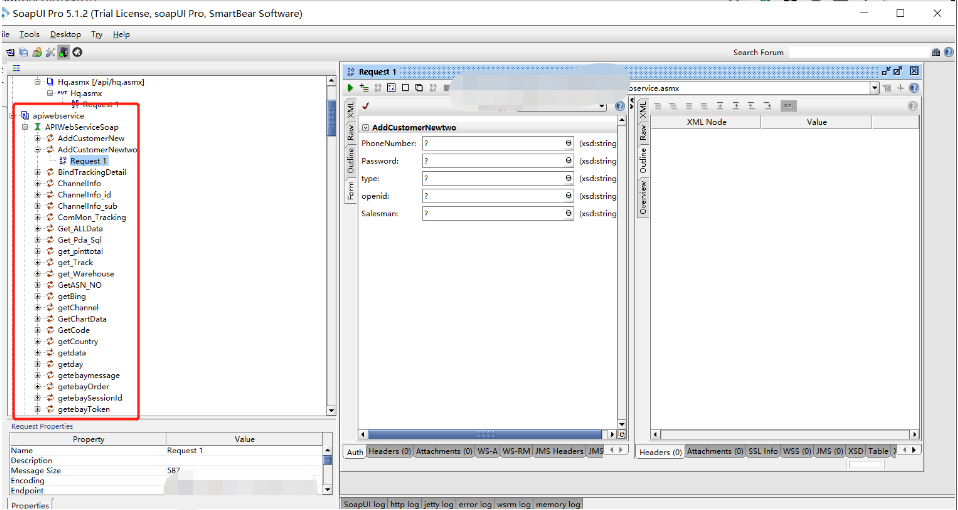 SoapUI Pro 5.1.2 (Trial License, soapUI Pro, SmartBear Software)
ile Tools Desktop Try Help
Search Forum
Hq.asmx [/api/hq.asmx]
Hq.asmx
Request 1
apiwebservice
APIWebServiceSoap
AddCustomerNew
AddCustomerNewtwo
Request 1
BindTrackingDetail
ChannelInfo
ChannelInfo_id
ChannelInfo_sub
ComMon_Tracking
Get_ALLData
Get_Pda_Sql
get_pinttotal
get_Track
get_Warehouse
GetASN_NO
getBing
getChannel
GetChartData
GetCode
getCountry
getdata
getday
getebaymessage
getebayOrder
getebaySessionId
getebayToken
Request Properties
Property Value
Name Request 1
Description
Message Size 587
Encoding
Endpoint
Properties
Request 1
bservice.asmx
XML
Raw
Outline
Form
AddCustomerNewtwo
PhoneNumber: ? (xsd:string
Password: ? (xsd:string
type: ? (xsd:string
openid: ? (xsd:string
Salesman: ? (xsd:string
Auth Headers (0) Attachments (0) WS-A WS-RM JMS Headers JMS
XML
Raw
Outline
Overview
XML Node Value
Headers (0) Attachments (0) SSL Info WSS (0) JMS (0) XSD Table
SoapUI log http log jetty log error log wsrm log memory log